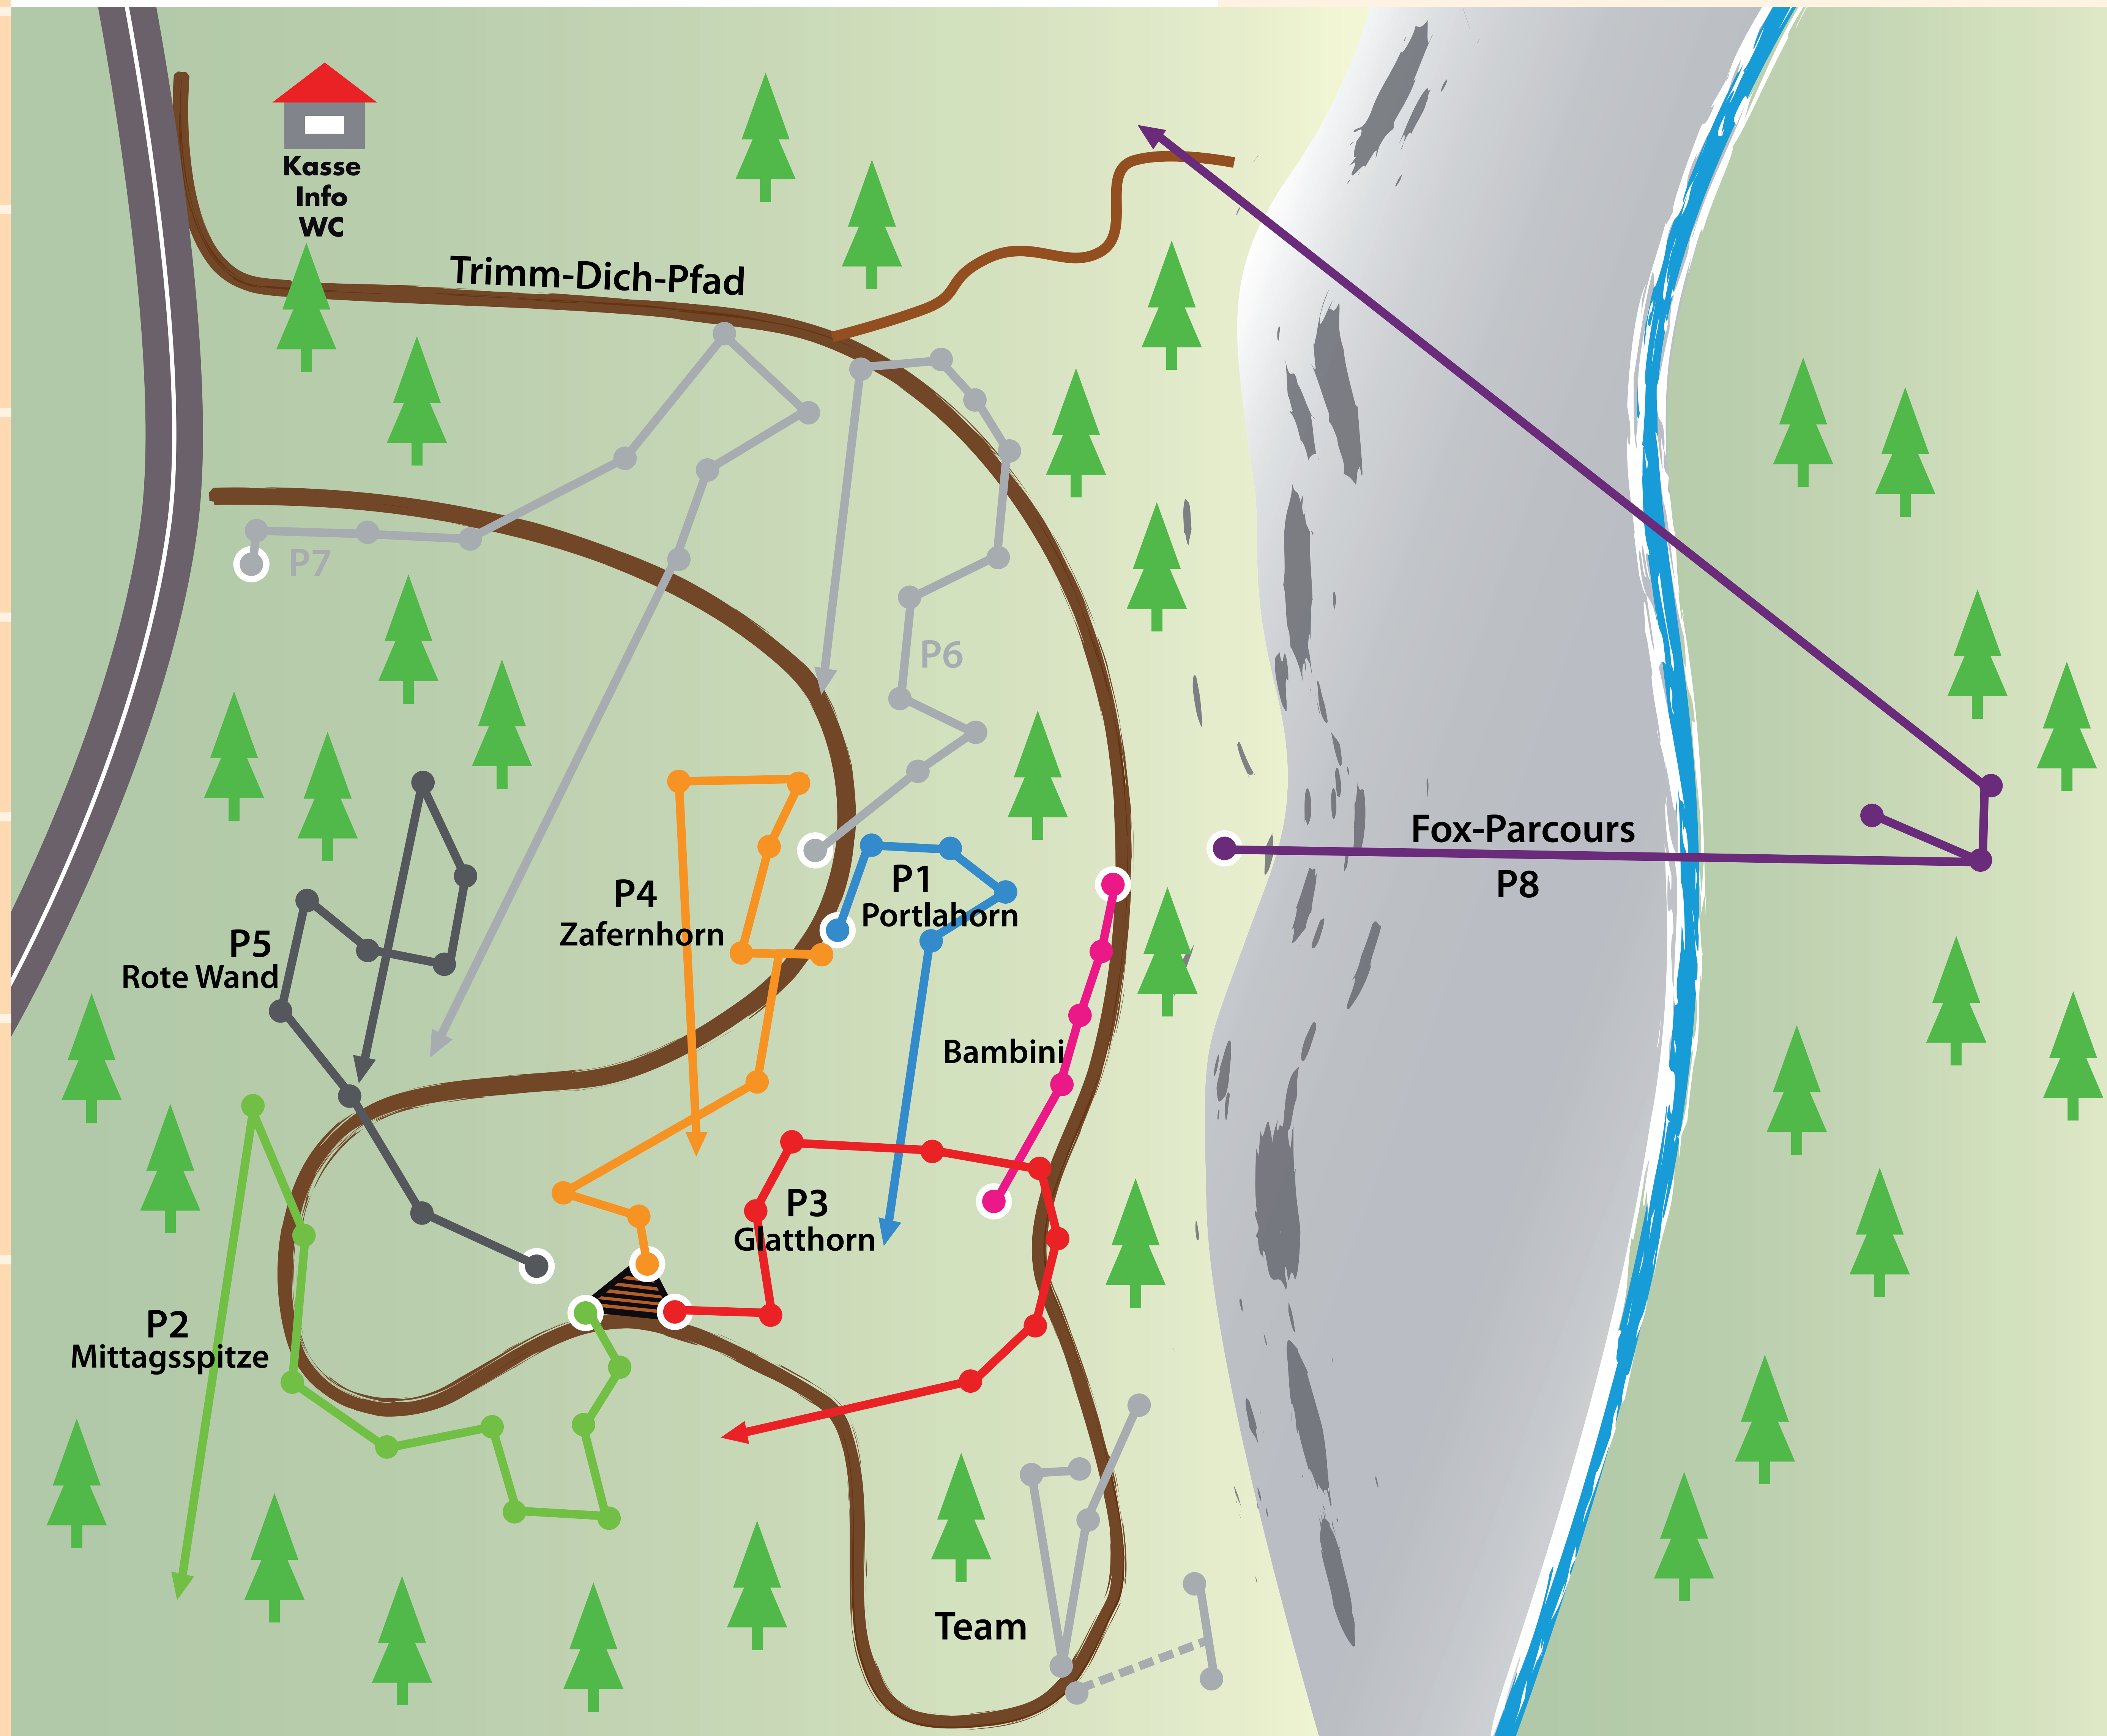 Kasse
Info
WC
Trimm-Dich-Pfad
P7
P6
Fox-Parcours
P8
P1
Portlahorn
P4
Zafernhorn
P5
Rote Wand
Bambini
P3
Glatthorn
P2
Mittagsspitze
Team